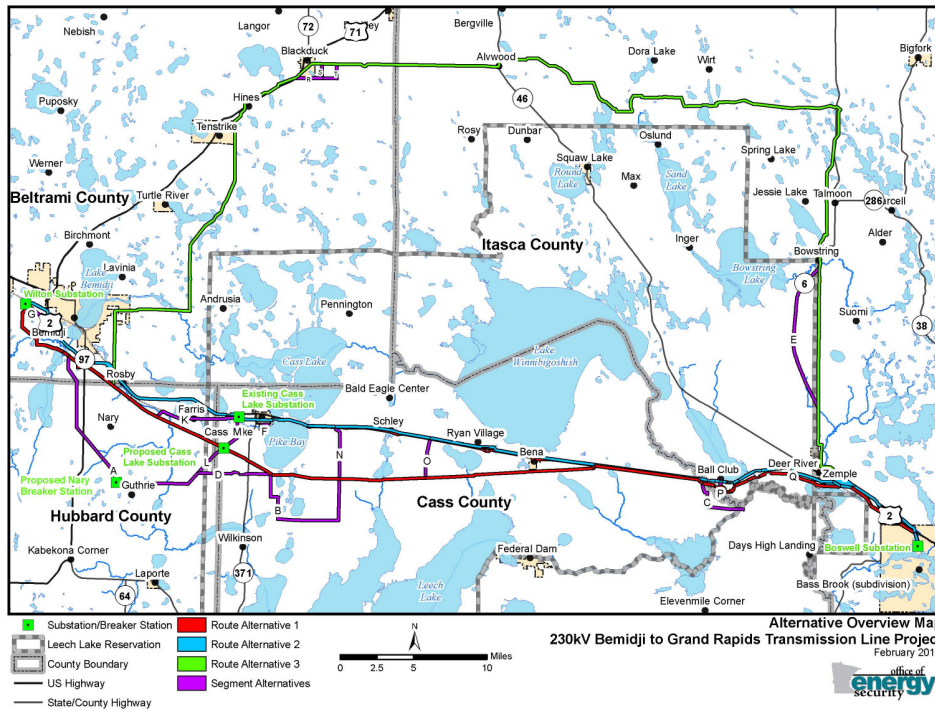 Nebish
Langor
72
71
Bergville
Blackduck
R
S
Alwood
Dora Lake
Wirt
Bigfork
Hines
46
Puposky
Tenstrike
Rosy
Dunbar
Oslund
Spring Lake
Werner
Squaw Lake
Round
Lake
Max
Sand
Lake
Jessie Lake
Talmoon
286
Beltrami County
Turtle River
Birchmont
Itasca County
Inger
Alder
Bowstring
Lake
Bemidji
Lavinia
Bowstring
Lake
6
Wilton Substation
Andrusia
Pennington
Suomi
G
2
Bemidji
P
38
E
97
Cass Lake
Lake
Winnibigoshish
Rosby
Existing Cass
Lake Substation
Bald Eagle Center
Nary
Farris
K
Cass
F
Pike Bay
Schley
Ryan Village
Proposed Cass
Lake Substation
N
O
Bena
Ball Club
Deer River
Zemple
Proposed Nary
Breaker Station
A
Guthrie
L
D
B
P
Q
C
Cass County
2
Hubbard County
Wilkinson
Boswell Substation
Kabekona Corner
371
Federal Dam
Days High Landing
Laporte
Leech
Lake
Bass Brook (subdivision)
64
Elevenmile Corner
Substation/Breaker Station
Leech Lake Reservation
County Boundary
US Highway
State/County Highway
Route Alternative 1
Route Alternative 2
Route Alternative 3
Segment Alternatives
N
Miles
0 2.5 5 10
Alternative Overview Ma
230kV Bemidji to Grand Rapids Transmission Line Projec
February 201
office of
energy
security